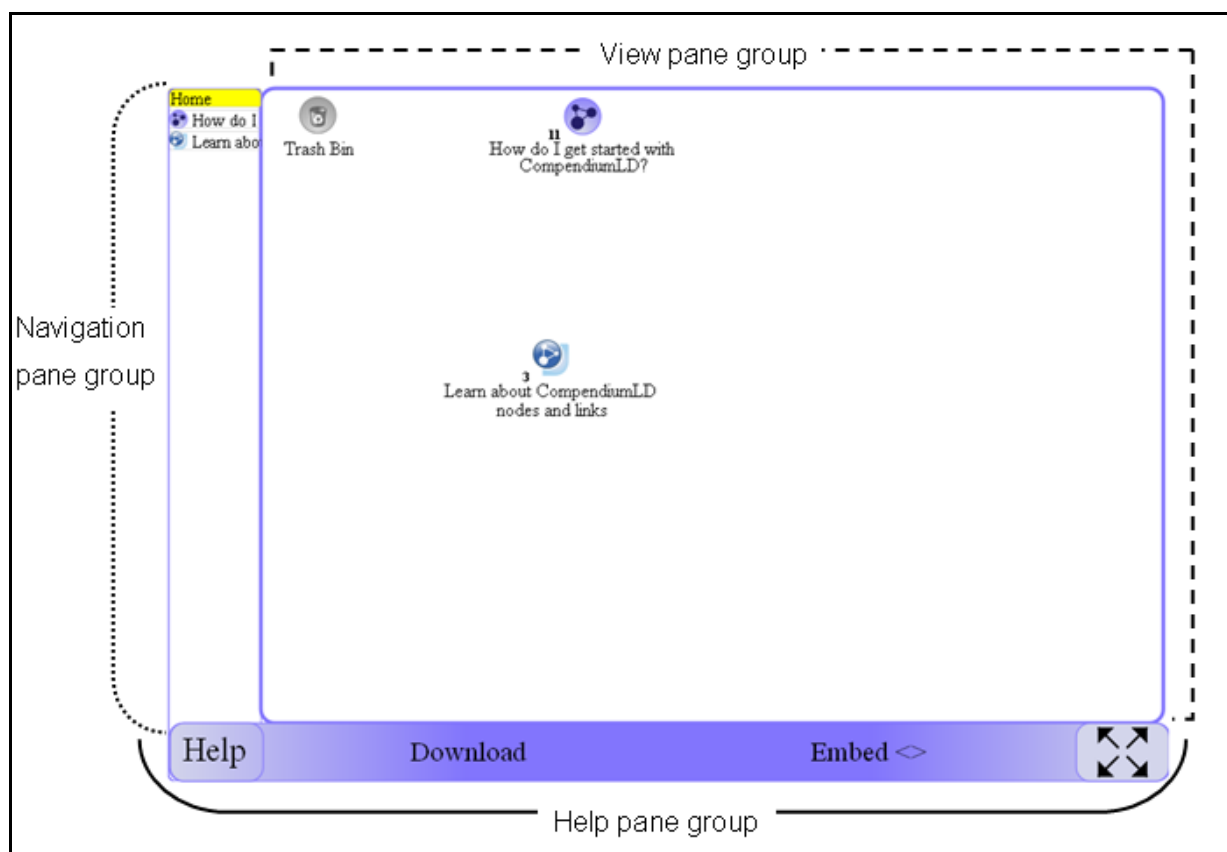 View pane group
Home
How do I
Learn abo
Trash Bin
11
How do I get started with
CompendiumLD?
Navigation
pane group
3
Learn about CompendiumLD
nodes and links
Help
Download
Embed <>
Help pane group